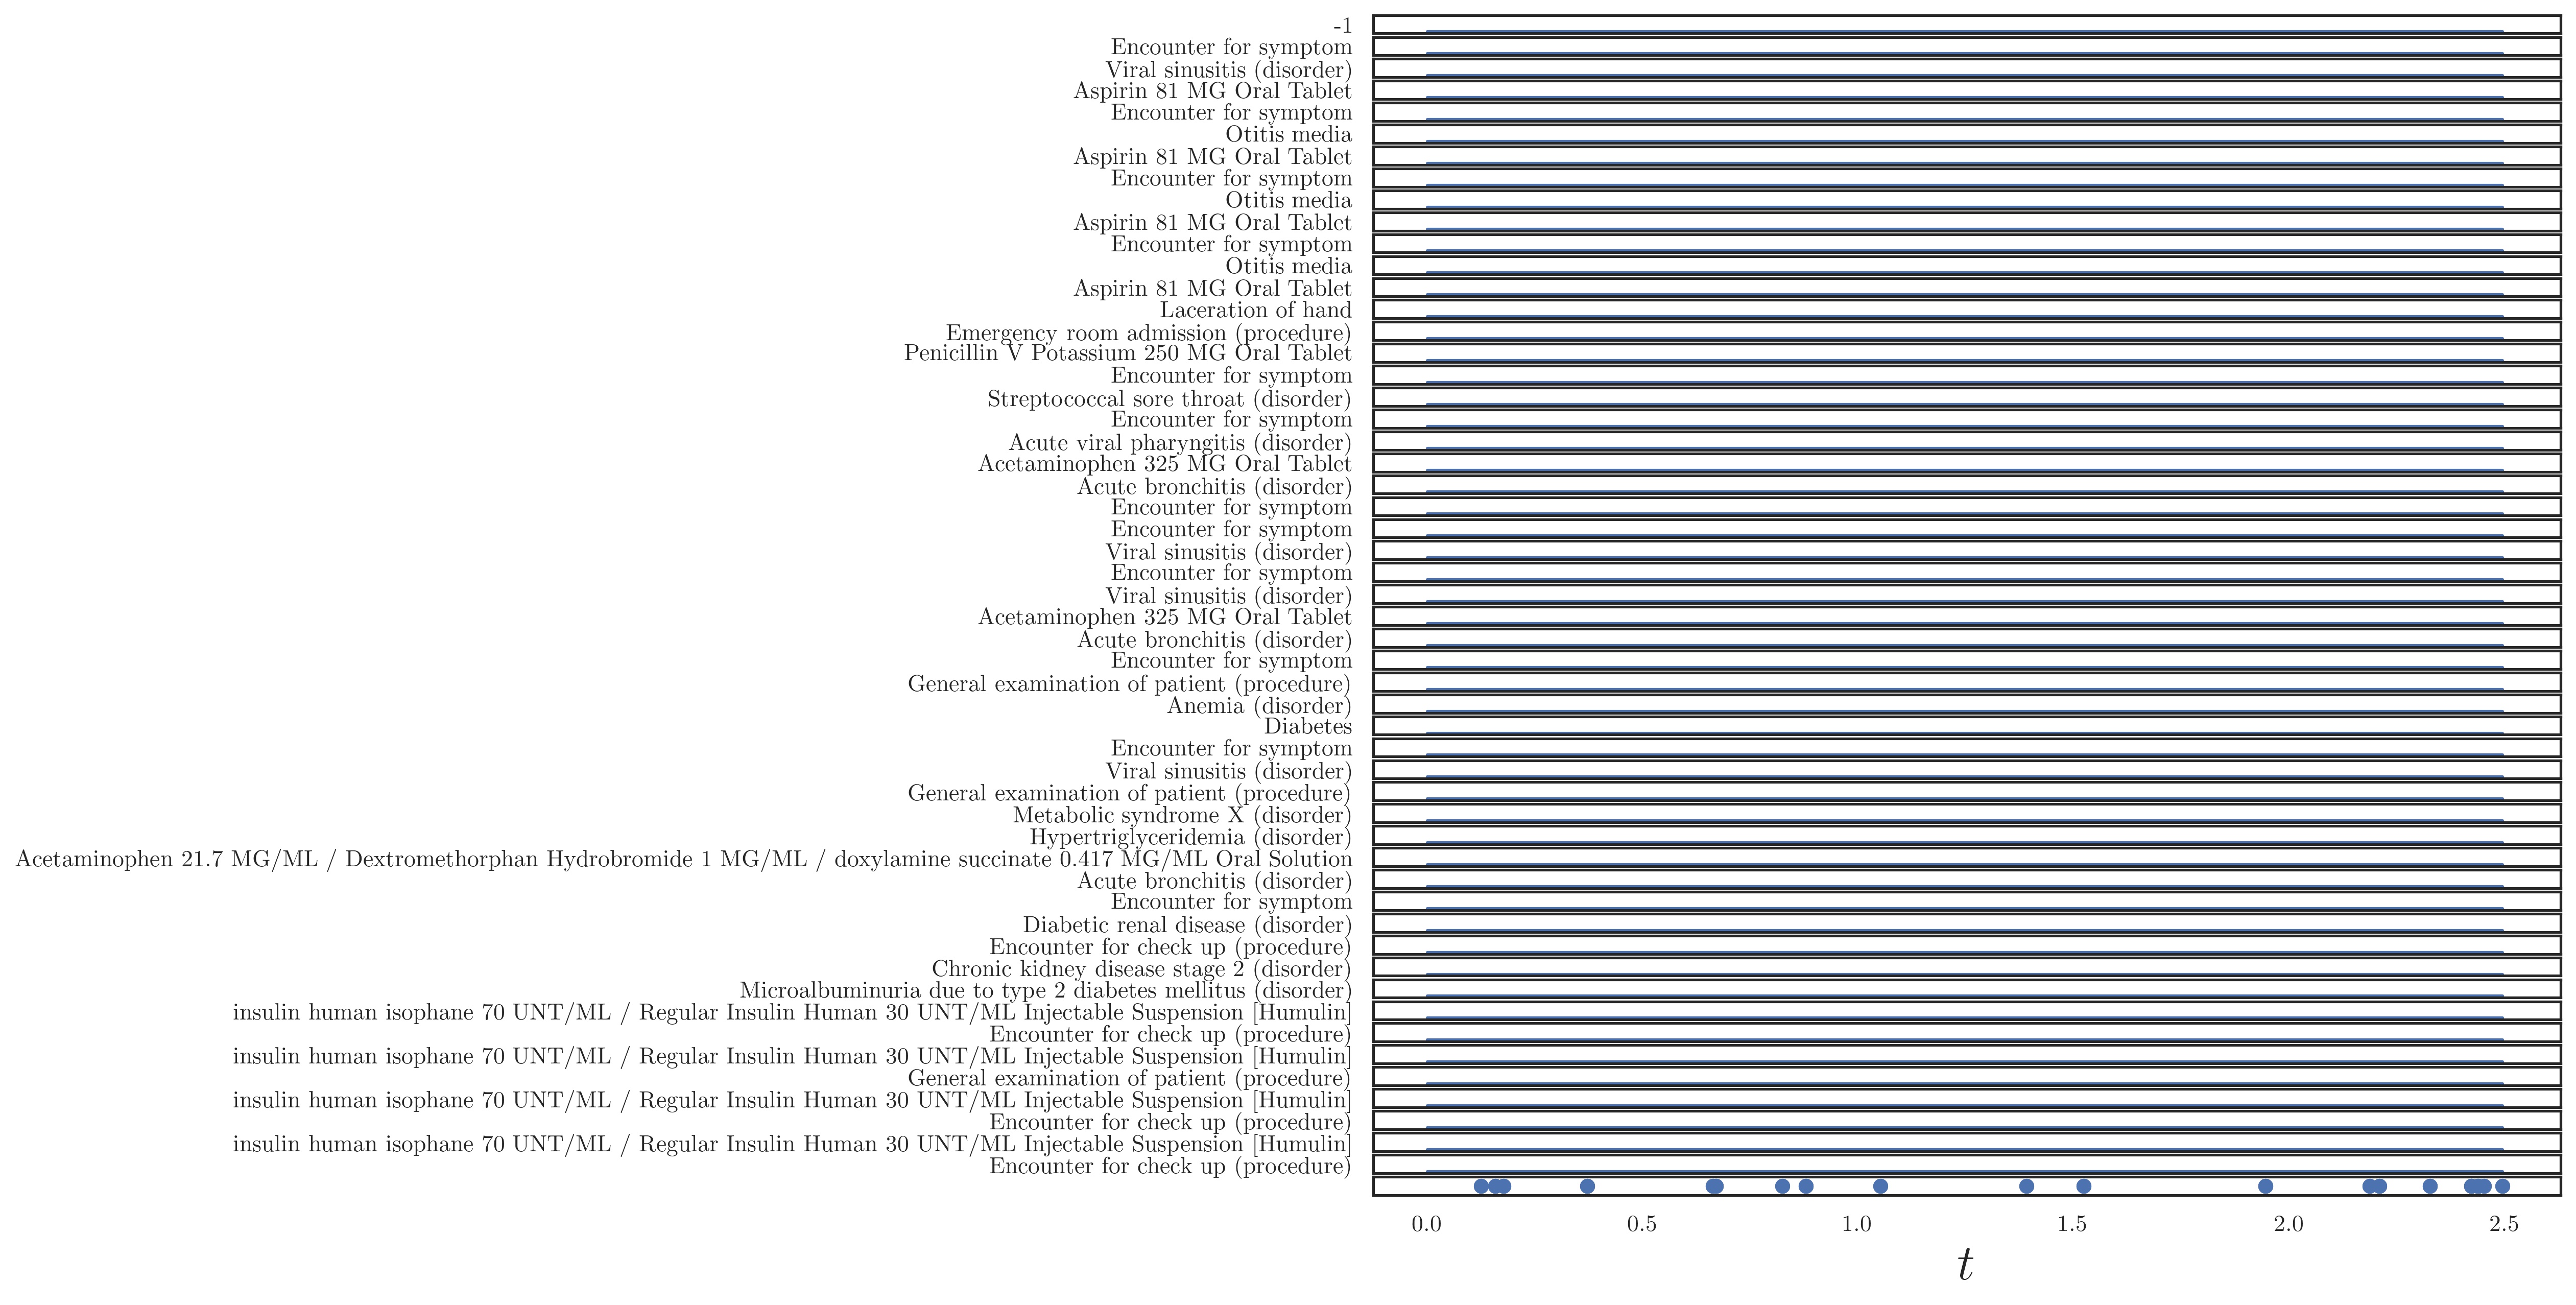 -1
Encounter for symptom
Viral sinusitis (disorder)
Aspirin 81 MG Oral Tablet
Encounter for symptom
Otitis media
Aspirin 81 MG Oral Tablet
Encounter for symptom
Otitis media
Aspirin 81 MG Oral Tablet
Encounter for symptom
Otitis media
Aspirin 81 MG Oral Tablet
Laceration of hand
Emergency room admission (procedure)
Penicillin V Potassium 250 MG Oral Tablet
Encounter for symptom
Streptococcal sore throat (disorder)
Encounter for symptom
Acute viral pharyngitis (disorder)
Acetaminophen 325 MG Oral Tablet
Acute bronchitis (disorder)
Encounter for symptom
Encounter for symptom
Viral sinusitis (disorder)
Encounter for symptom
Viral sinusitis (disorder)
Acetaminophen 325 MG Oral Tablet
Acute bronchitis (disorder)
Encounter for symptom
General examination of patient (procedure)
Anemia (disorder)
Diabetes
Encounter for symptom
Viral sinusitis (disorder)
General examination of patient (procedure)
Metabolic syndrome X (disorder)
Hypertriglyceridemia (disorder)
Acetaminophen 21.7 MG/ML / Dextromethorphan Hydrobromide 1 MG/ML / doxylamine succinate 0.417 MG/ML Oral Solution
Acute bronchitis (disorder)
Encounter for symptom
Diabetic renal disease (disorder)
Encounter for check up (procedure)
Chronic kidney disease stage 2 (disorder)
Microalbuminuria due to type 2 diabetes mellitus (disorder)
insulin human isophane 70 UNT/ML / Regular Insulin Human 30 UNT/ML Injectable Suspension [Humulin]
Encounter for check up (procedure)
insulin human isophane 70 UNT/ML / Regular Insulin Human 30 UNT/ML Injectable Suspension [Humulin]
General examination of patient (procedure)
insulin human isophane 70 UNT/ML / Regular Insulin Human 30 UNT/ML Injectable Suspension [Humulin]
Encounter for check up (procedure)
insulin human isophane 70 UNT/ML / Regular Insulin Human 30 UNT/ML Injectable Suspension [Humulin]
Encounter for check up (procedure)
0.0 0.5 1.0 1.5 2.0 2.5
t